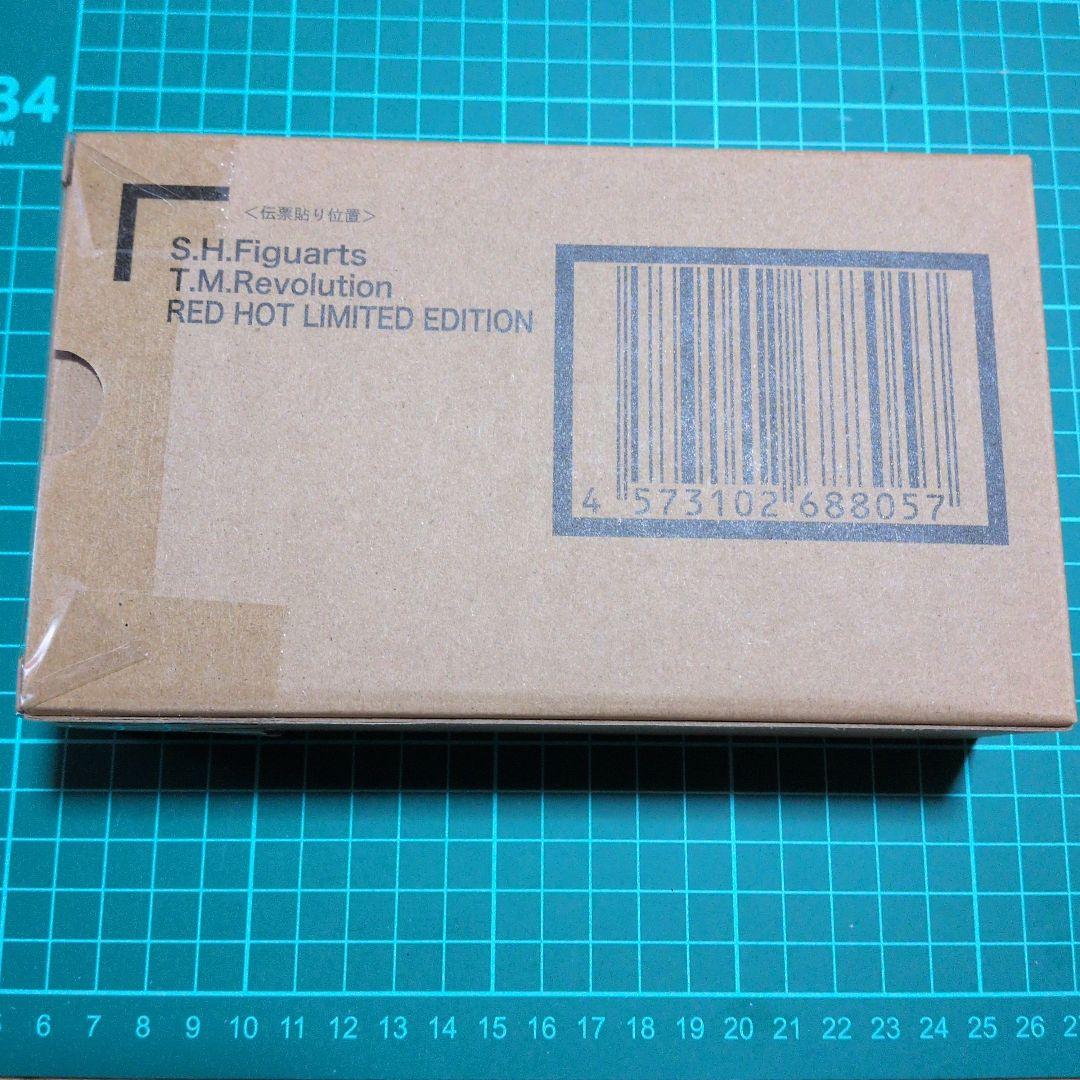 34
M
<伝票貼り位置>
S.H.Figuarts
T.M.Revolution
RED HOT LIMITED EDITION
4 573102 688057
6 7 8 9 10 11 12 13 14 15 16 17 18 19 20 21 22 23 24 25 26